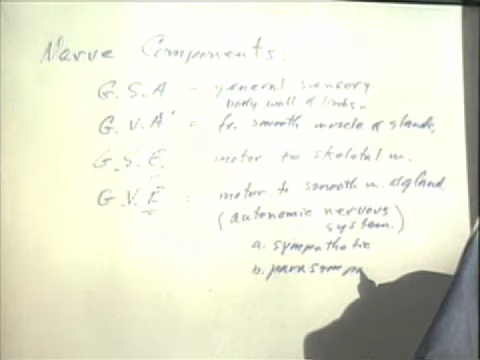 Nerve Components:
G.S.A - general sensory
body wall & limbs.
G.V.A - fr. smooth muscle & glands,
G.S.E. motor to skeletal m.
G.V.E - motor to smooth m. & gland
(autonomic nervous
system.)
a. sympathetic
b. parasympa